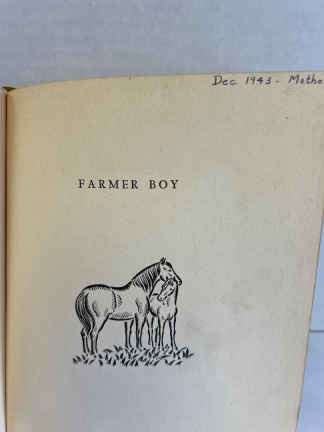 Dec 1943 - Mothe
FARMER BOY